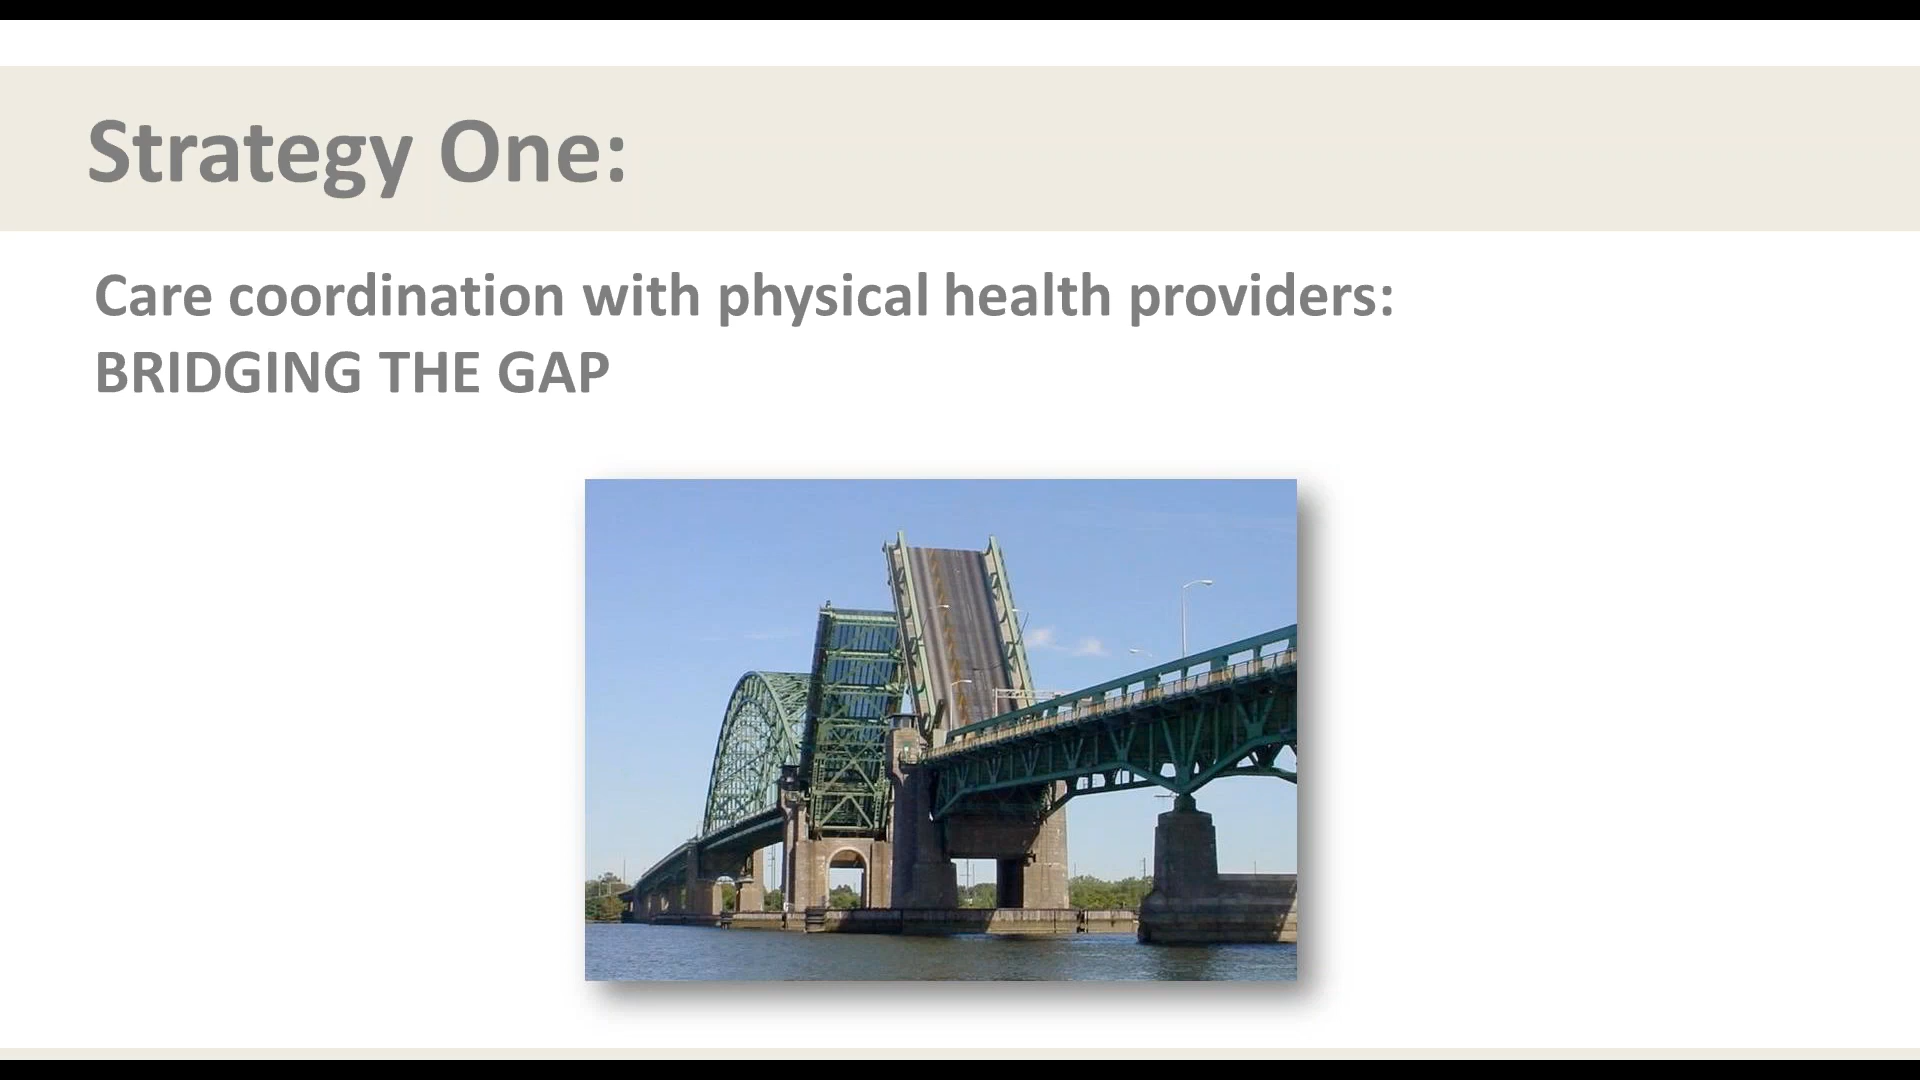 Strategy One:
Care coordination with physical health providers:
BRIDGING THE GAP